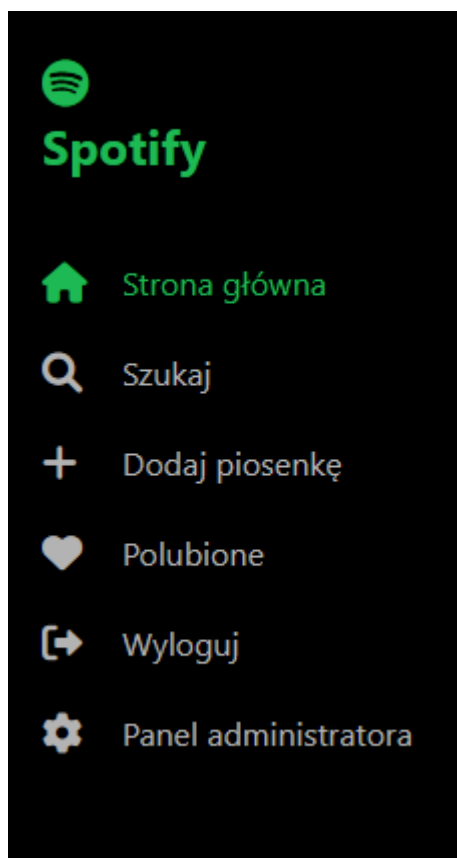 Spotify
Strona główna
Szukaj
Dodaj piosenkę
Polubione
Wyloguj
Panel administratora